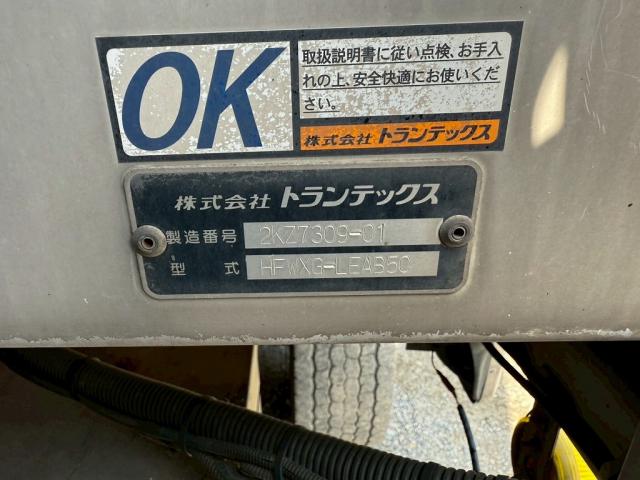 OK
取扱説明書に従い点検、お手入
れの上、安全快適にお使いくだ
さい。
株式会社 トランテックス
株式会社 トランテックス
製造番号 2KZ7309-01
型式 HFWXG-LEAB50